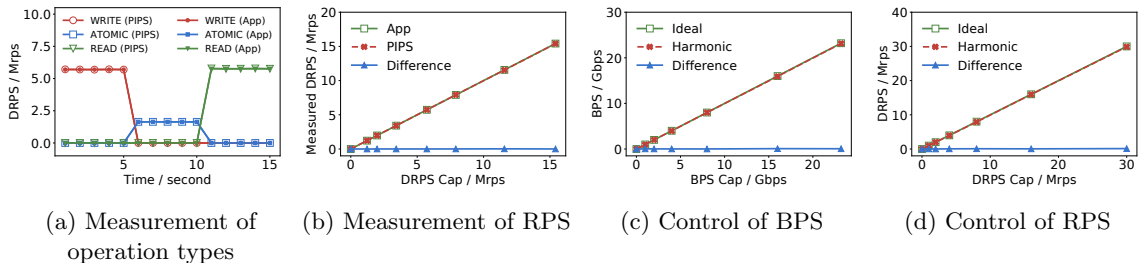 WRITE (PIPS)
ATOMIC (PIPS)
READ (PIPS)
WRITE (App)
ATOMIC (App)
READ (App)
DRPS / Mrps
10.0
7.5
5.0
2.5
0.0
5 10 15
Time / second
(a) Measurement of
operation types
App
PIPS
Difference
Measured DRPS / Mrps
15
10
5
0
0 5 10 15
DRPS Cap / Mrps
(b) Measurement of RPS
Ideal
Harmonic
Difference
BPS / Gbps
30
20
10
0
0 5 10 15 20
BPS Cap / Gbps
(c) Control of BPS
Ideal
Harmonic
Difference
DRPS / Mrps
40
30
20
10
0
0 10 20 30
DRPS Cap / Mrps
(d) Control of RPS